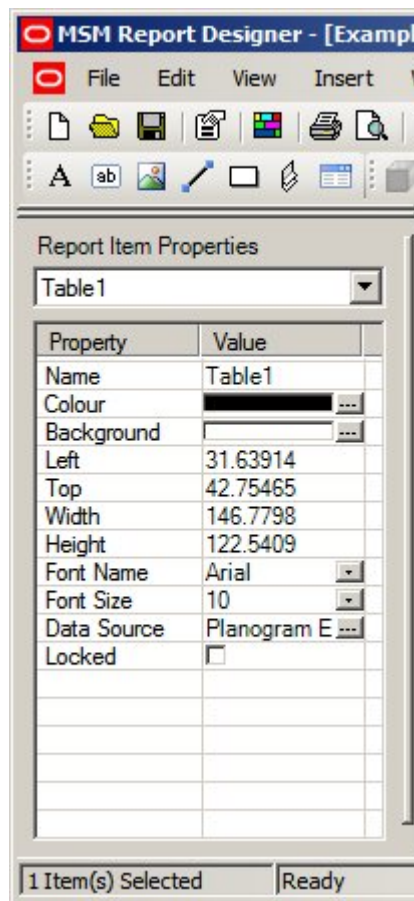 MSM Report Designer - [Exampl
File Edit View Insert
A ab
Report Item Properties
Table1
Property Value
Name Table1
Colour ...
Background ...
Left 31.63914
Top 42.75465
Width 146.7798
Height 122.5409
Font Name Arial
Font Size 10
Data Source Planogram E ...
Locked
1 Item(s) Selected Ready